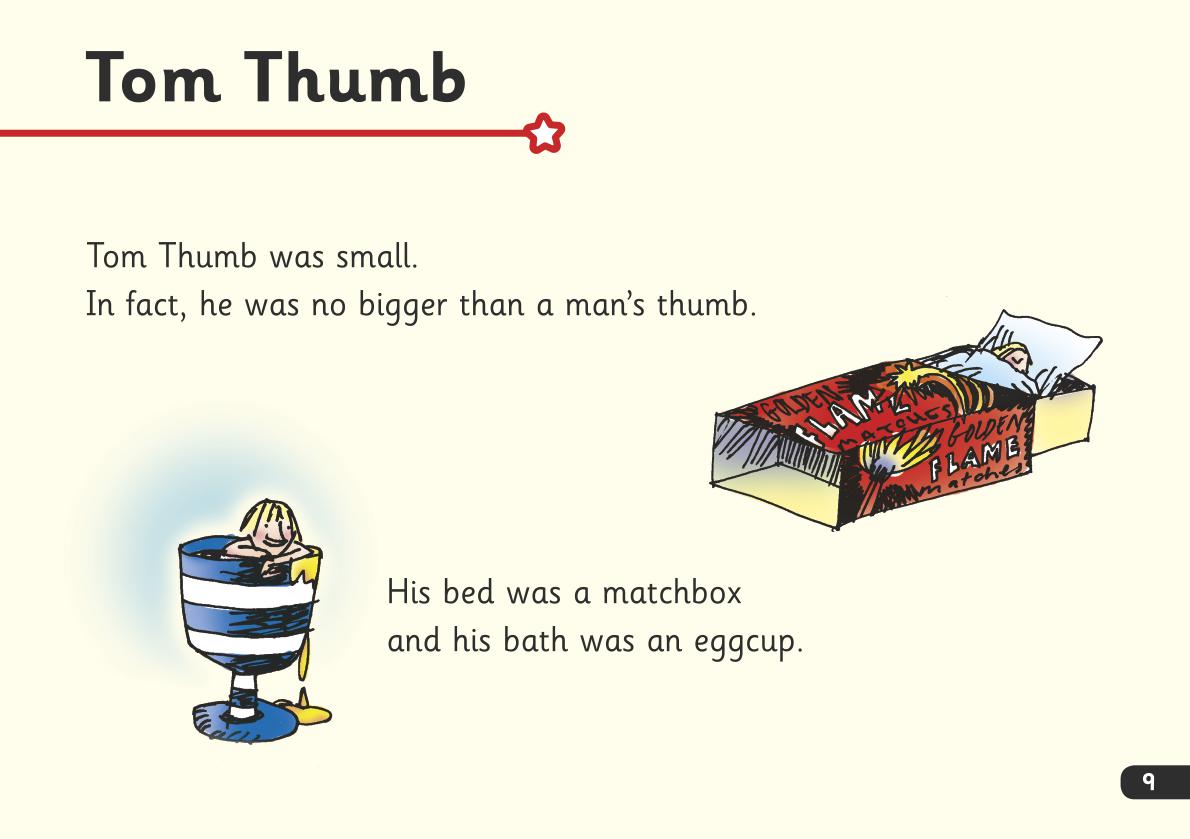 Tom Thumb
Tom Thumb was small.
In fact, he was no bigger than a man’s thumb.
GOLDEN
FLAME
matches
GOLDEN
FLAME
matches
His bed was a matchbox
and his bath was an eggcup.
9